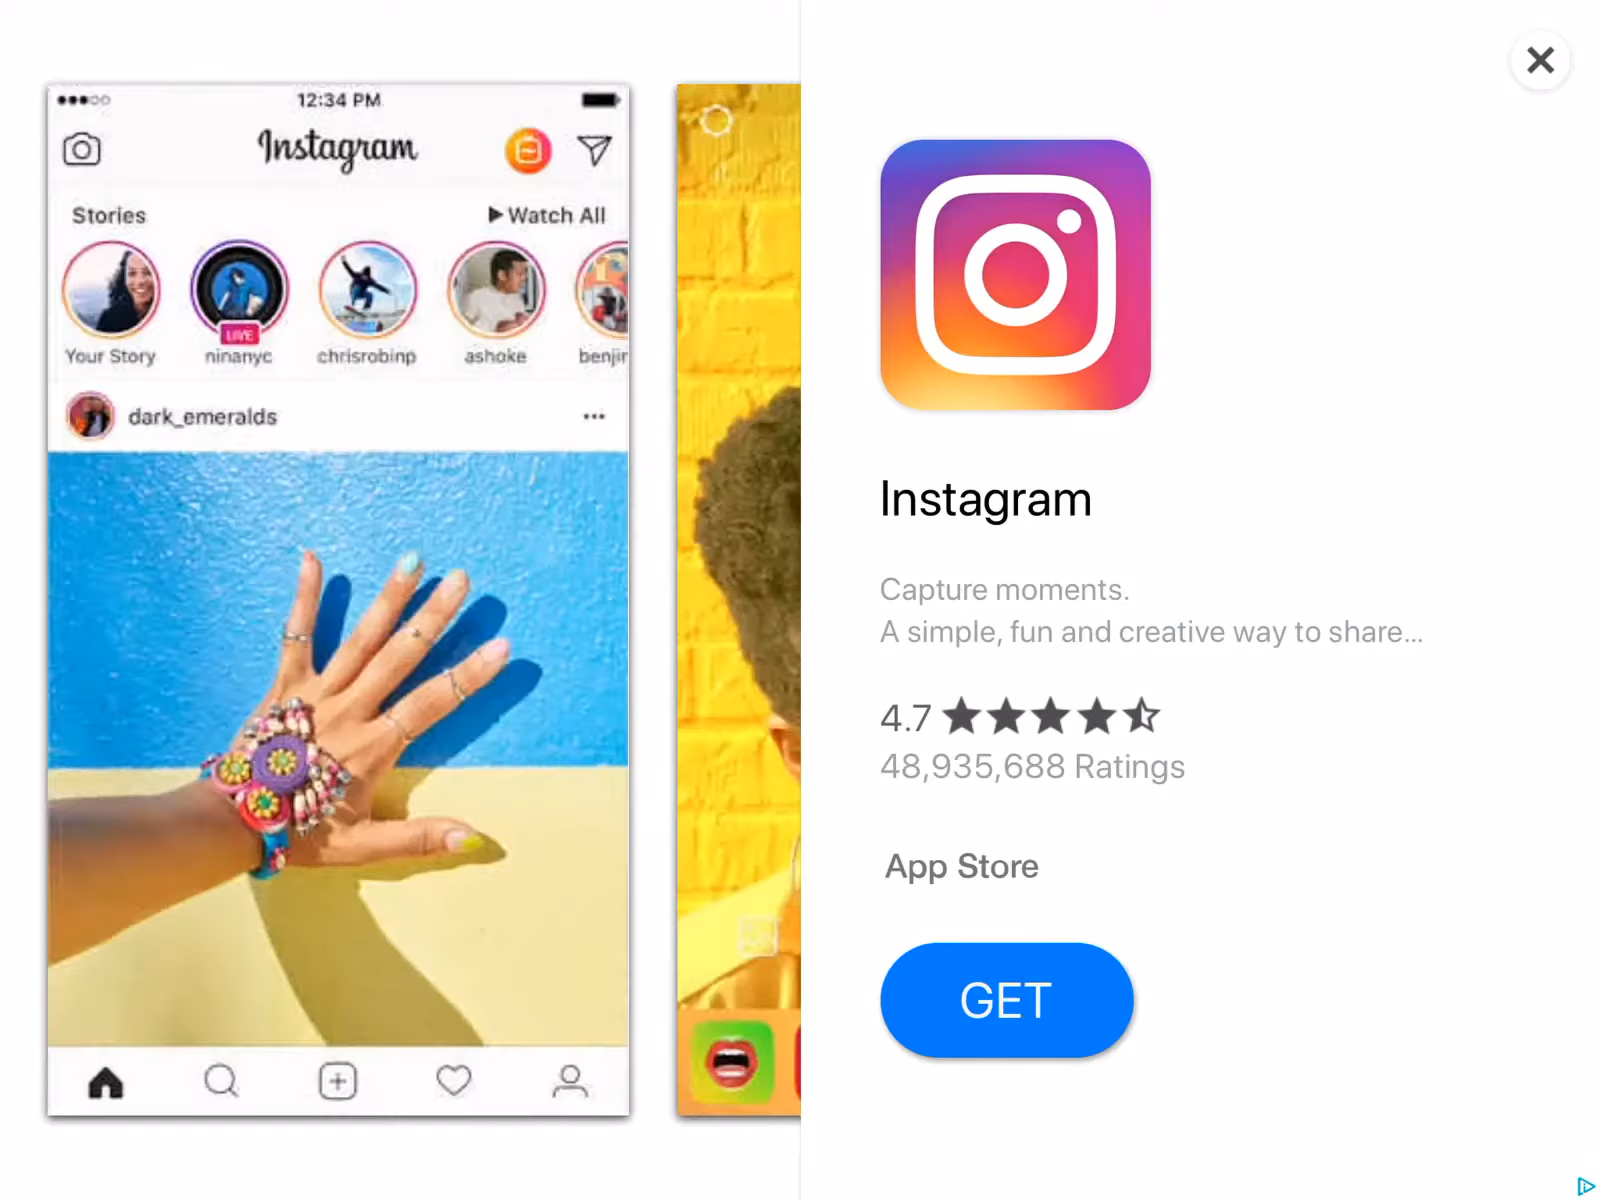 12:34 PM
Instagram
Stories
Watch All
LIVE
Your Story
ninanyc
chrisrobinp
ashoke
benjin
dark_emeralds
Instagram
Capture moments.
A simple, fun and creative way to share...
4.7
48,935,688 Ratings
App Store
GET